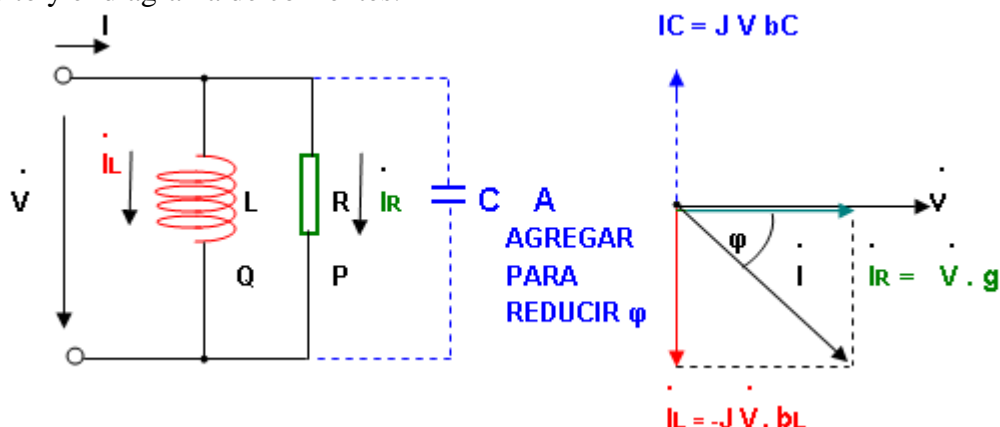 I
IL
V
L
R
IR
Q
P
C A
AGREGAR
PARA
REDUCIR φ
IC = J V bC
V
φ
I
IR = V . g
IL = -J V . bL